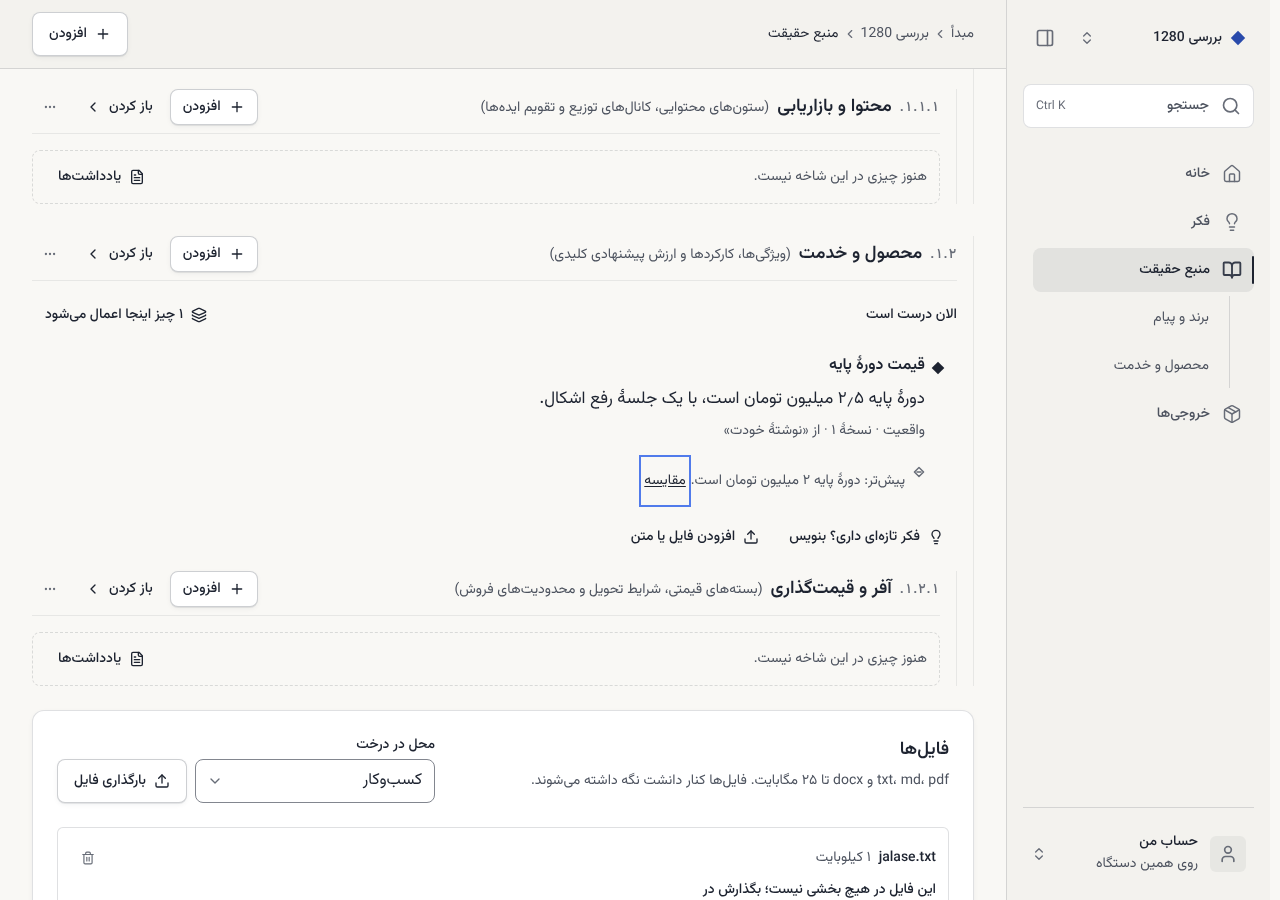 بررسی 1280
جستجو
Ctrl K
خانه
فکر
منبع حقیقت
برند و پیام
محصول و خدمت
خروجی‌ها
حساب من
روی همین دستگاه
مبدأ › بررسی 1280 › منبع حقیقت
افزودن
۱.۱.۱. محتوا و بازاریابی (ستون‌های محتوایی، کانال‌های توزیع و تقویم ایده‌ها)
افزودن
باز کردن
هنوز چیزی در این شاخه نیست.
یادداشت‌ها
۱.۲. محصول و خدمت (ویژگی‌ها، کارکردها و ارزش پیشنهادی کلیدی)
افزودن
باز کردن
الان درست است
۱ چیز اینجا اعمال می‌شود
قیمت دورهٔ پایه
دورهٔ پایه ۲٫۵ میلیون تومان است، با یک جلسهٔ رفع اشکال.
واقعیت · نسخهٔ ۱ · از «نوشتهٔ خودت»
پیش‌تر: دورهٔ پایه ۲ میلیون تومان است. مقایسه
فکر تازه‌ای داری؟ بنویس
افزودن فایل یا متن
۱.۲.۱. آفر و قیمت‌گذاری (بسته‌های قیمتی، شرایط تحویل و محدودیت‌های فروش)
افزودن
باز کردن
هنوز چیزی در این شاخه نیست.
یادداشت‌ها
فایل‌ها
txt، md، pdf و docx تا ۲۵ مگابایت. فایل‌ها کنار دانشت نگه داشته می‌شوند.
محل در درخت
کسب‌وکار
بارگذاری فایل
jalase.txt ۱ کیلوبایت
این فایل در هیچ بخشی نیست؛ بگذارش در